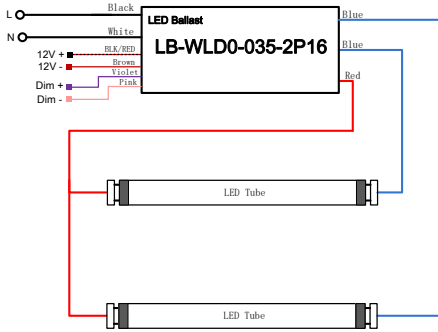 L
Black
N
White
12V +
BLK/RED
12V -
Brown
Dim +
Violet
Dim -
Pink
LED Ballast
LB-WLD0-035-2P16
Blue
Blue
Red
LED Tube
LED Tube